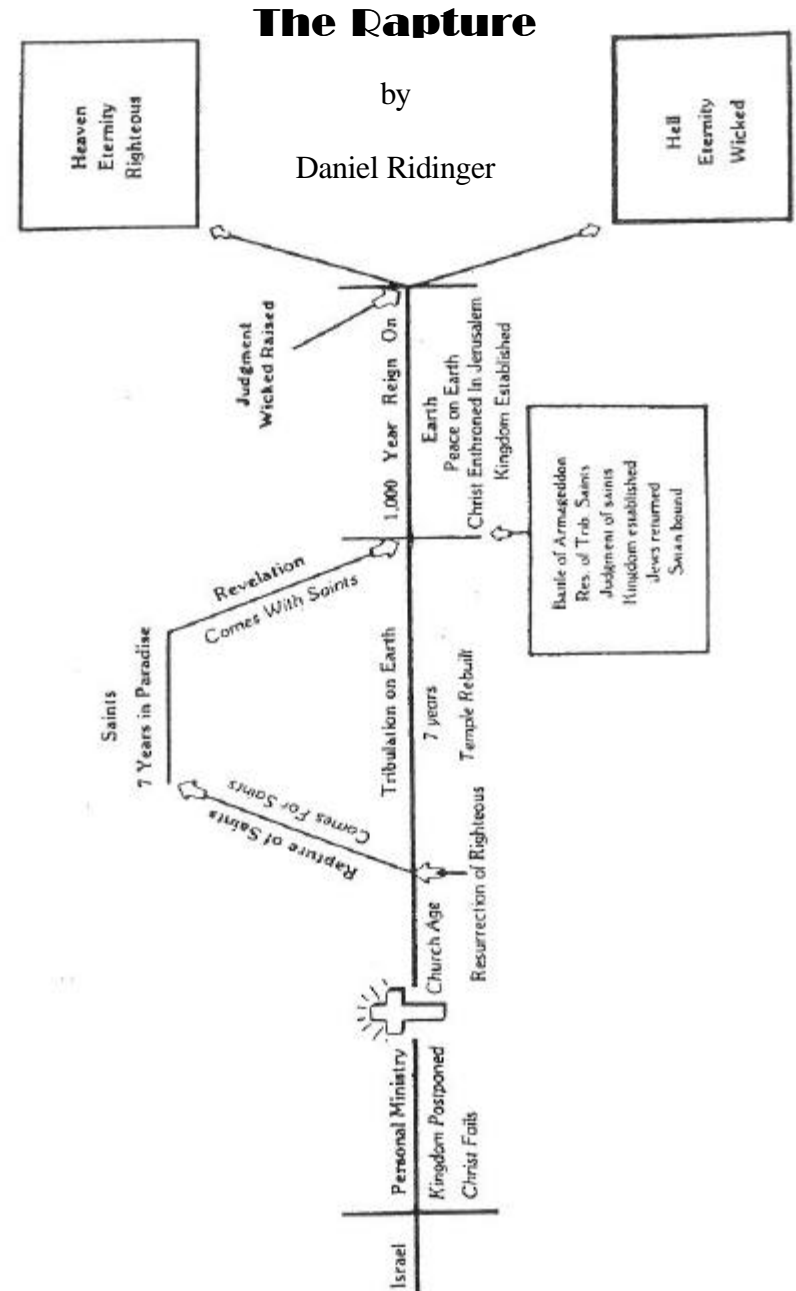 The Rapture
by
Daniel Ridinger
Heaven
Eternity
Righteous
Hell
Eternity
Wicked
Judgment
Wicked Raised
1,000 Year Reign On
Earth
Peace on Earth
Christ Enthroned In Jerusalem
Kingdom Established
Battle of Armageddon
Res. of Trib. Saints
Judgment of saints
Kingdom established
Jews returned
Satan bound
Revelation
Comes With Saints
Saints
7 Years in Paradise
Tribulation on Earth
7 years
Temple Rebuilt
Comes For Saints
Rapture of Saints
Church Age
Resurrection of Righteous
Personal Ministry
Kingdom Postponed
Christ Fails
Israel